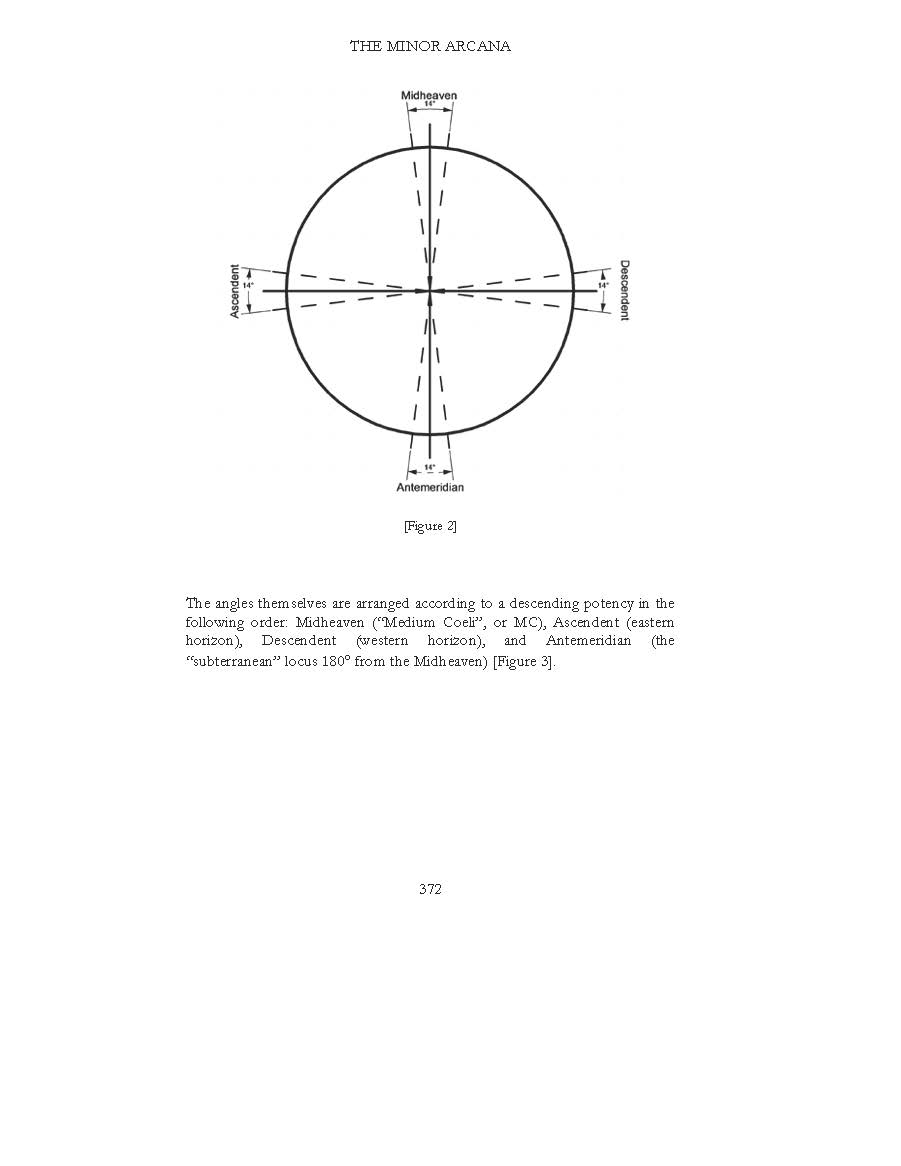 THE MINOR ARCANA
Midheaven
14°
Ascendent
14°
14°
Descendent
14°
Antemeridian
[Figure 2]
The angles themselves are arranged according to a descending potency in the
following order: Midheaven (“Medium Coeli”, or MC), Ascendent (eastern
horizon), Descendent (western horizon), and Antemeridian (the
“subterranean” locus 180° from the Midheaven) [Figure 3].
372